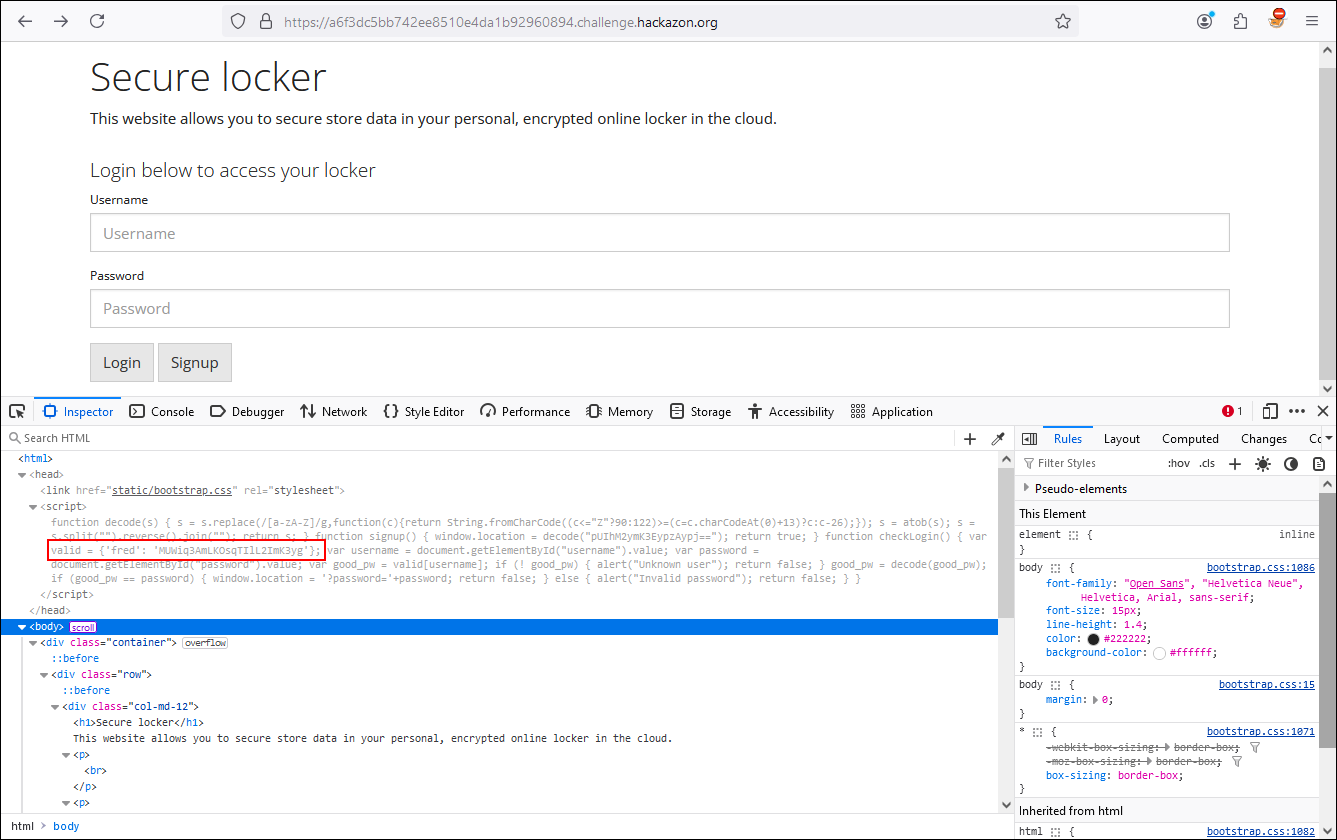 https://a6f3dc5bb742ee8510e4da1b92960894.challenge.hackazon.org
Secure locker
This website allows you to secure store data in your personal, encrypted online locker in the cloud.
Login below to access your locker
Username
Username
Password
Password
Login Signup
Inspector Console Debugger Network Style Editor Performance Memory Storage Accessibility Application 1
Search HTML
<html>
<head>
<link href="static/bootstrap.css" rel="stylesheet">
<script>
function decode(s) { s = s.replace(/[a-zA-Z]/g,function(c){return String.fromCharCode((c<="Z"?90:122)>=(c=c.charCodeAt(0)+13)?c:c-26);}); s = atob(s); s =
s.split("").reverse().join(""); return s; } function signup() { window.location = decode("pUIhM2ymK3EypzAypj=="); return true; } function checkLogin() { var
valid = {'fred': 'MUWiq3AmLKOsqTIlL2ImK3yg'}; var username = document.getElementById("username").value; var password =
document.getElementById("password").value; var good_pw = valid[username]; if (! good_pw) { alert("Unknown user"); return false; } good_pw = decode(good_pw);
if (good_pw == password) { window.location = '?password='+password; return false; } else { alert("Invalid password"); return false; } }
</script>
</head>
<body> scroll
<div class="container"> overflow
::before
<div class="row">
::before
<div class="col-md-12">
<h1>Secure locker</h1>
This website allows you to secure store data in your personal, encrypted online locker in the cloud.
<p>
<br>
</p>
<p>
html > body
Rules Layout Computed Changes Co
Filter Styles :hov .cls
Pseudo-elements
This Element
element { inline
}
body { bootstrap.css:1086
font-family: "Open Sans", "Helvetica Neue",
Helvetica, Arial, sans-serif;
font-size: 15px;
line-height: 1.4;
color: #222222;
background-color: #ffffff;
}
body { bootstrap.css:15
margin: 0;
}
* { bootstrap.css:1071
-webkit-box-sizing: border-box;
-moz-box-sizing: border-box;
box-sizing: border-box;
}
Inherited from html
html { bootstrap.css:1082